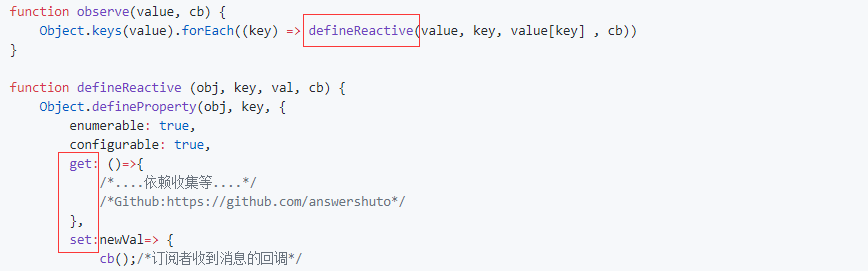 function observe(value, cb) {
Object.keys(value).forEach((key) => defineReactive(value, key, value[key] , cb))
}
function defineReactive (obj, key, val, cb) {
Object.defineProperty(obj, key, {
enumerable: true,
configurable: true,
get: ()=>{
/*....依赖收集等....*/
/*Github:https://github.com/answershuto*/
},
set:newVal=> {
cb();/*订阅者收到消息的回调*/